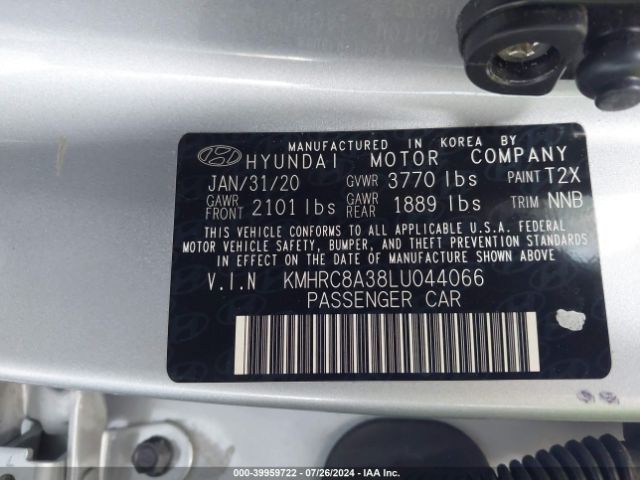 MANUFACTURED IN KOREA BY
HYUNDAI MOTOR COMPANY
JAN/31/20 GVWR 3770 lbs PAINT T2X
GAWR FRONT 2101 lbs GAWR REAR 1889 lbs TRIM NNB
THIS VEHICLE CONFORMS TO ALL APPLICABLE U.S.A. FEDERAL
MOTOR VEHICLE SAFETY, BUMPER, AND THEFT PREVENTION STANDARDS
IN EFFECT ON THE DATE OF MANUFACTURE SHOWN ABOVE
V.I.N KMHRC8A38LU044066
PASSENGER CAR
000-39959722 - 07/26/2024 - IAA Inc.